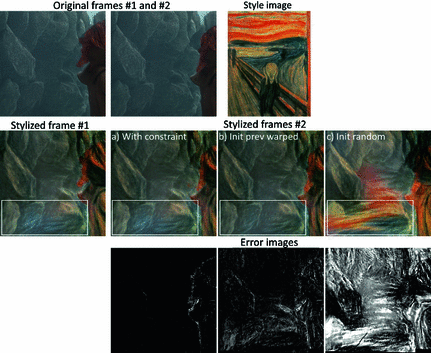 Original frames #1 and #2
Style image
Stylized frame #1
Stylized frames #2
a) With constraint
b) Init prev warped
c) Init random
Error images